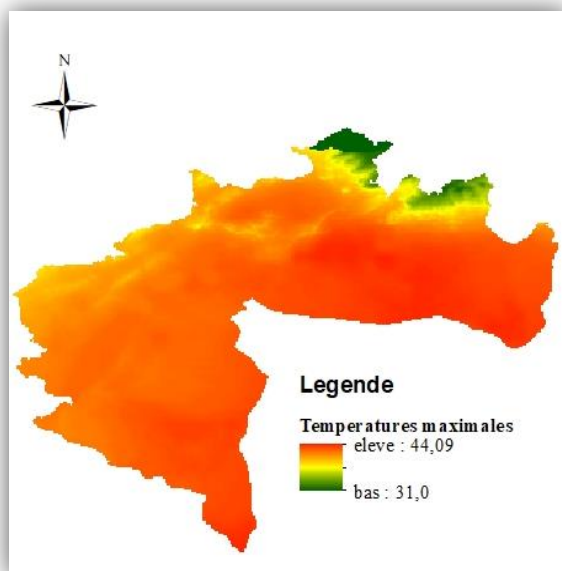 N
Legende
Temperatures maximales
eleve : 44,09
bas : 31,0